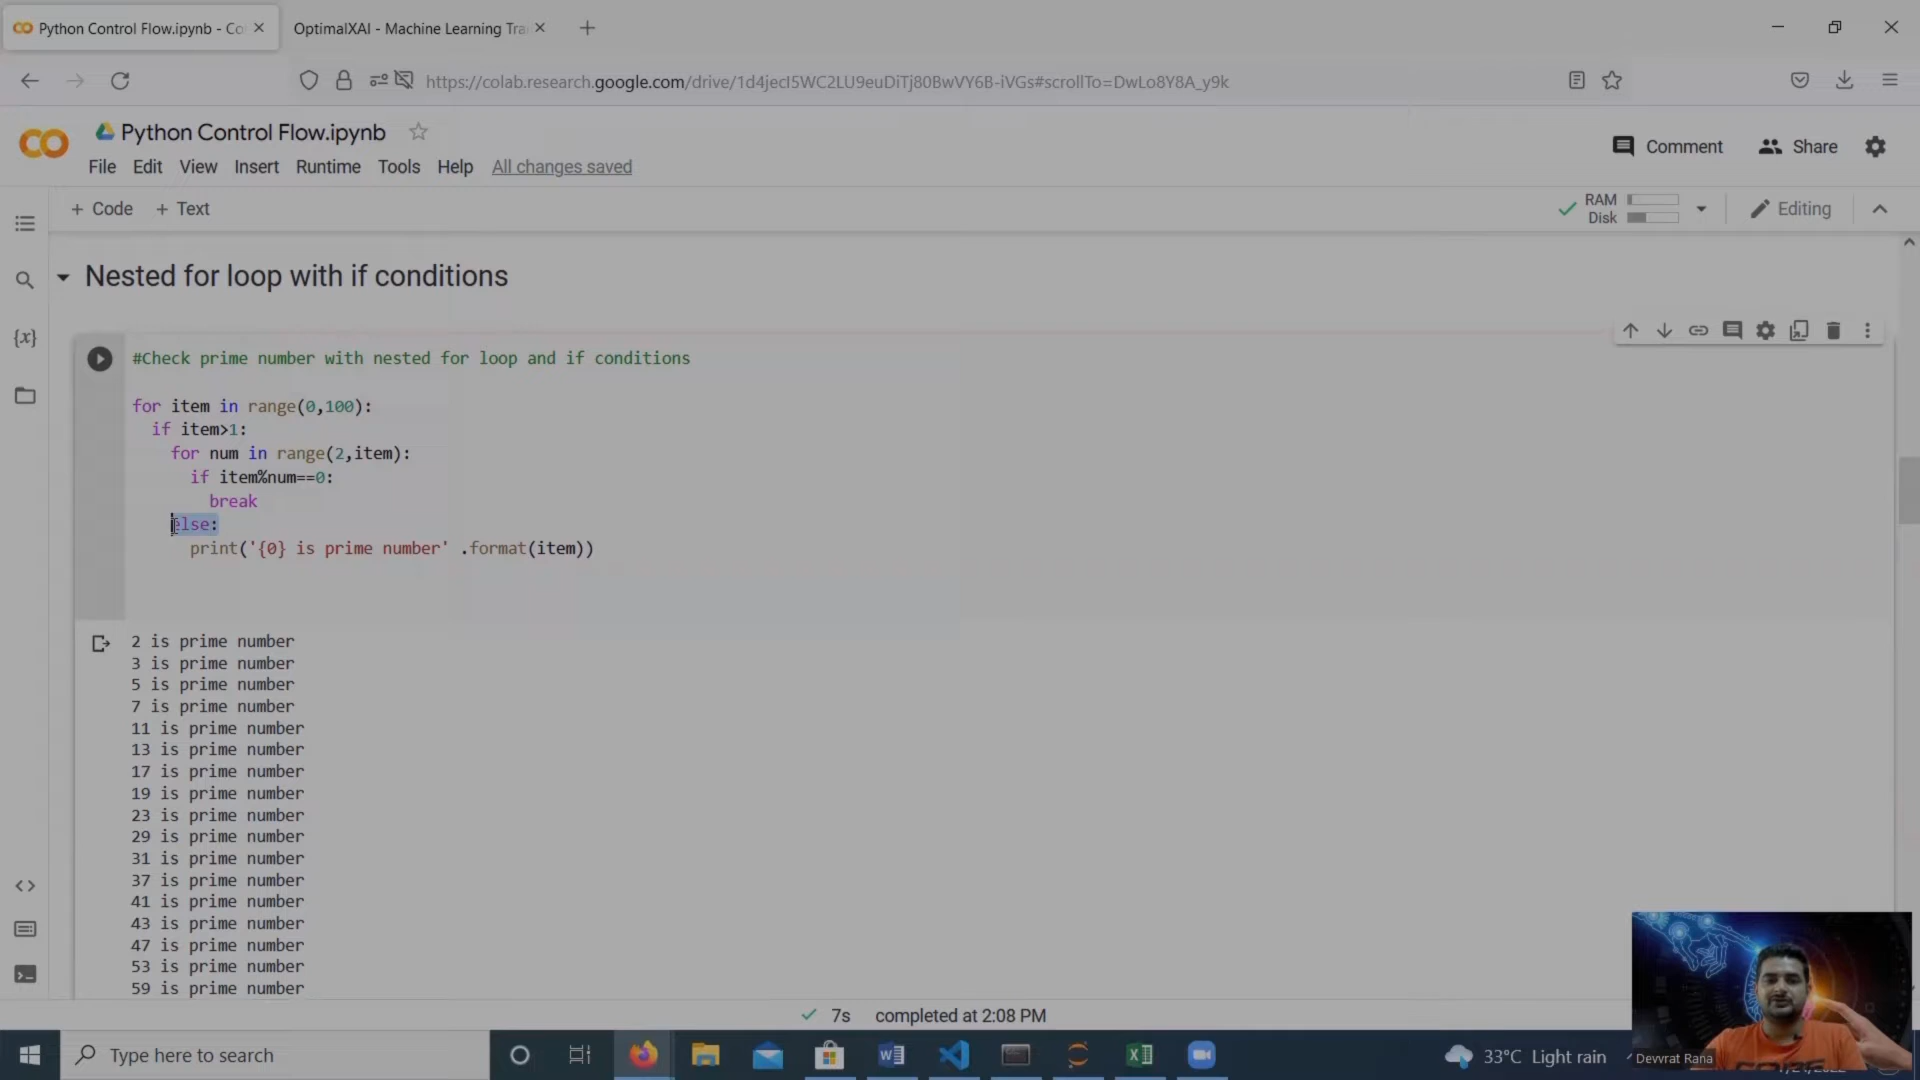 Python Control Flow.ipynb - Co
OptimalXAI - Machine Learning Tra
https://colab.research.google.com/drive/1d4jecI5WC2LU9euDiTj80BwVY6B-iVGs#scrollTo=DwLo8Y8A_y9k
CO
Python Control Flow.ipynb
Comment
Share
File Edit View Insert Runtime Tools Help All changes saved
+ Code + Text
RAM
Disk
Editing
Nested for loop with if conditions
{x}
#Check prime number with nested for loop and if conditions
for item in range(0,100):
if item>1:
for num in range(2,item):
if item%num==0:
break
else:
print('{0} is prime number' .format(item))
2 is prime number
3 is prime number
5 is prime number
7 is prime number
11 is prime number
13 is prime number
17 is prime number
19 is prime number
23 is prime number
29 is prime number
31 is prime number
37 is prime number
41 is prime number
43 is prime number
47 is prime number
53 is prime number
59 is prime number
7s completed at 2:08 PM
Type here to search
33°C Light rain
Devvrat Rana